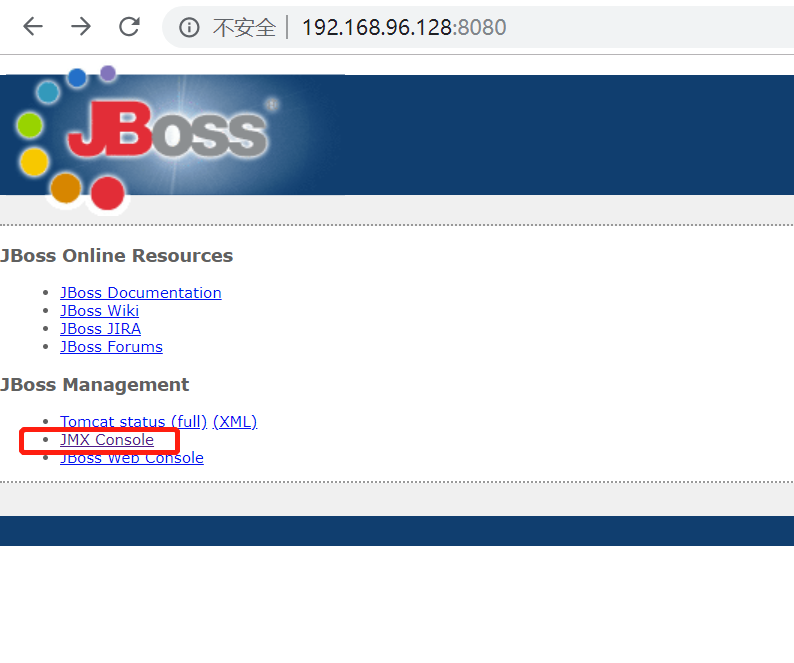 不安全 192.168.96.128:8080
JBoss
JBoss Online Resources
JBoss Documentation
JBoss Wiki
JBoss JIRA
JBoss Forums
JBoss Management
Tomcat status (full) (XML)
JMX Console
JBoss Web Console